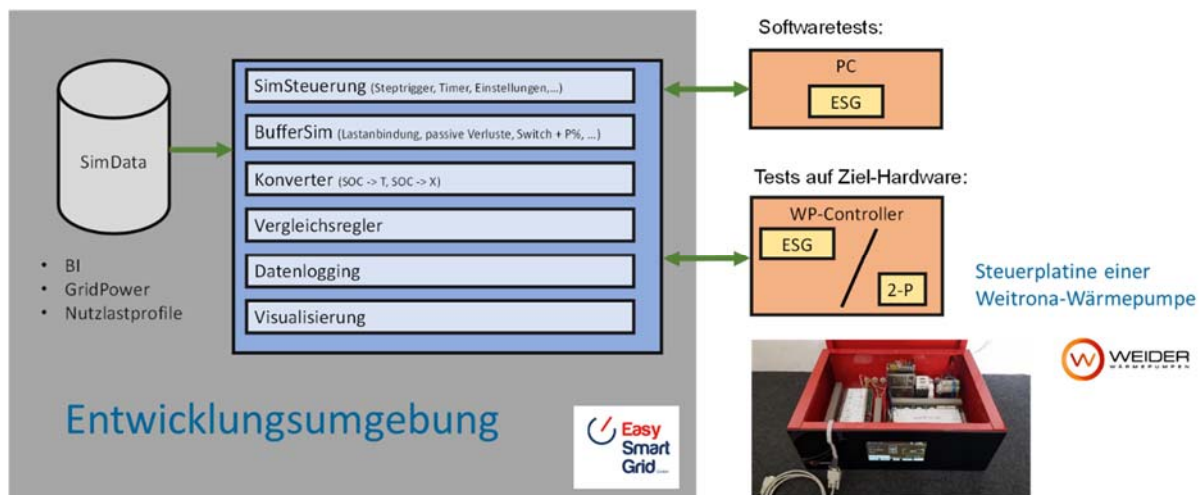 SimData
• BI
• GridPower
• Nutzlastprofile
SimSteuerung (Steptrigger, Timer, Einstellungen,...)
BufferSim (Lastanbindung, passive Verluste, Switch + P%, ...)
Konverter (SOC -> T, SOC -> X)
Vergleichsregler
Datenlogging
Visualisierung
Entwicklungsumgebung
Easy
Smart
Grid GmbH
Softwaretests:
PC
ESG
Tests auf Ziel-Hardware:
WP-Controller
ESG
2-P
Steuerplatine einer
Weitrona-Wärmepumpe
WEIDER
WÄRMEPUMPEN